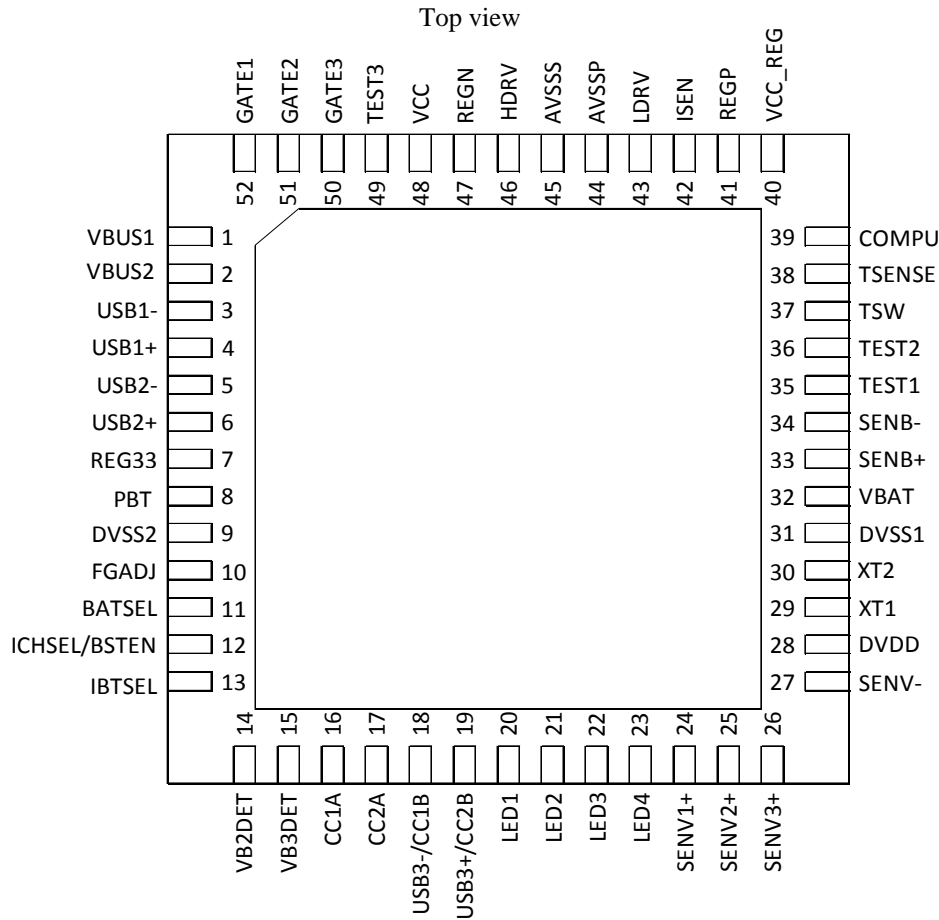 Top view
GATE1
GATE2
GATE3
TEST3
VCC
REGN
HDRV
AVSSS
AVSSP
LDRV
ISEN
REGP
VCC_REG
52
51
50
49
48
47
46
45
44
43
42
41
40
VBUS1 1
VBUS2 2
USB1- 3
USB1+ 4
USB2- 5
USB2+ 6
REG33 7
PBT 8
DVSS2 9
FGADJ 10
BATSEL 11
ICHSEL/BSTEN 12
IBTSEL 13
39 COMPU
38 TSENSE
37 TSW
36 TEST2
35 TEST1
34 SENB-
33 SENB+
32 VBAT
31 DVSS1
30 XT2
29 XT1
28 DVDD
27 SENV-
14
15
16
17
18
19
20
21
22
23
24
25
26
VB2DET
VB3DET
CC1A
CC2A
USB3-/CC1B
USB3+/CC2B
LED1
LED2
LED3
LED4
SENV1+
SENV2+
SENV3+